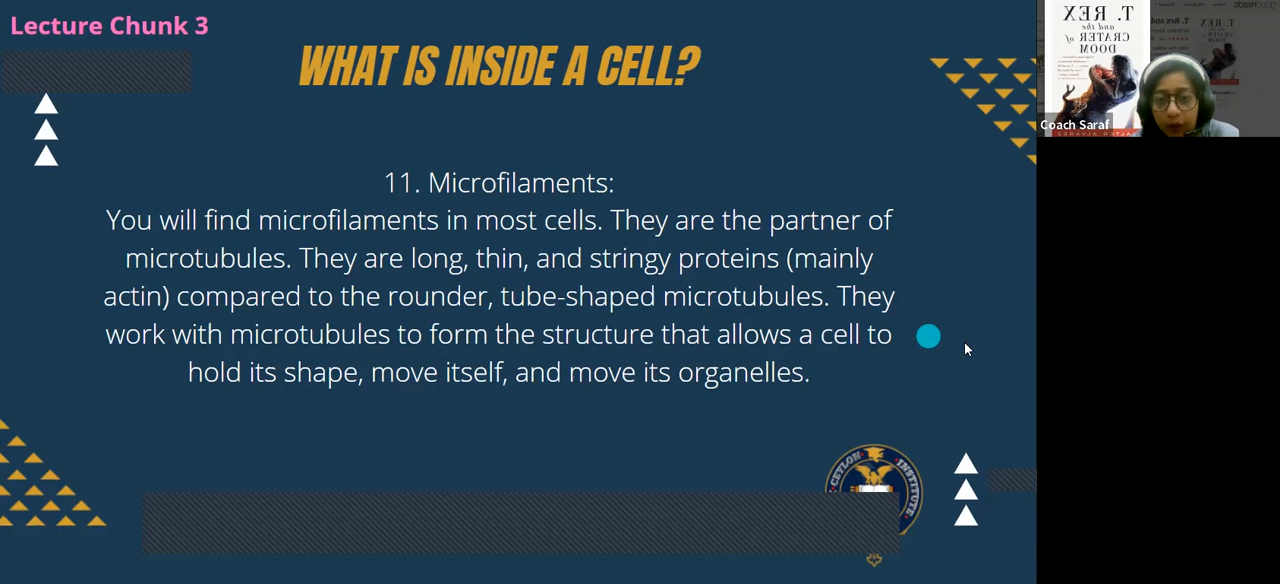 Lecture Chunk 3
WHAT IS INSIDE A CELL?
11. Microfilaments:
You will find microfilaments in most cells. They are the partner of
microtubules. They are long, thin, and stringy proteins (mainly
actin) compared to the rounder, tube-shaped microtubules. They
work with microtubules to form the structure that allows a cell to
hold its shape, move itself, and move its organelles.
CEYLON INSTITUTE
T. REX
and the
CRATER of
DOOM
Coach Saraf